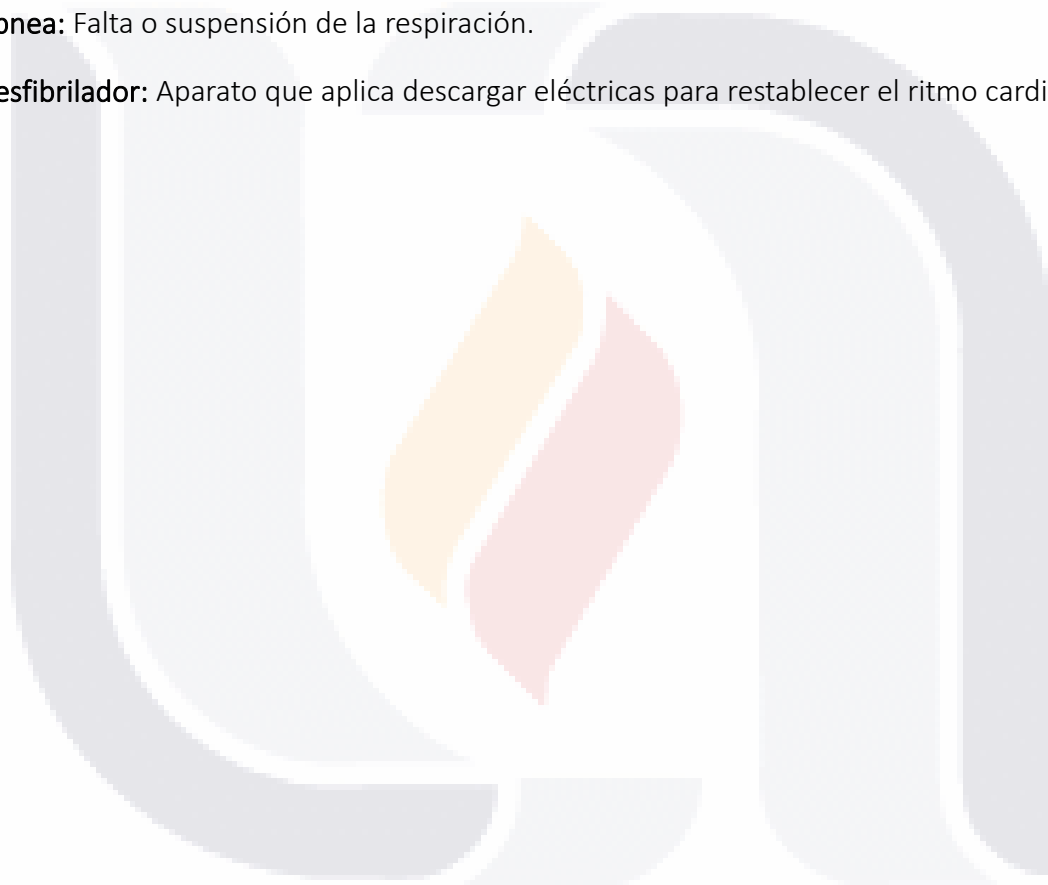 pnea: Falta o suspensión de la respiración.
esfibrilador: Aparato que aplica descargar eléctricas para restablecer el ritmo cardi